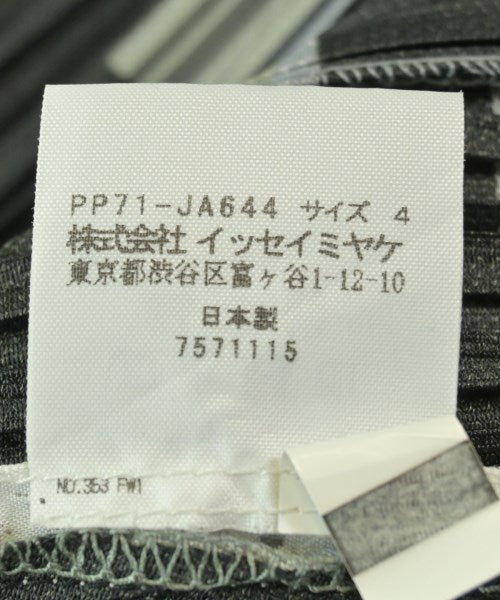 PP71-JA644 サイズ 4
株式会社 イッセイミヤケ
東京都渋谷区富ヶ谷1-12-10
日本製
7571115
NO.353 FW1